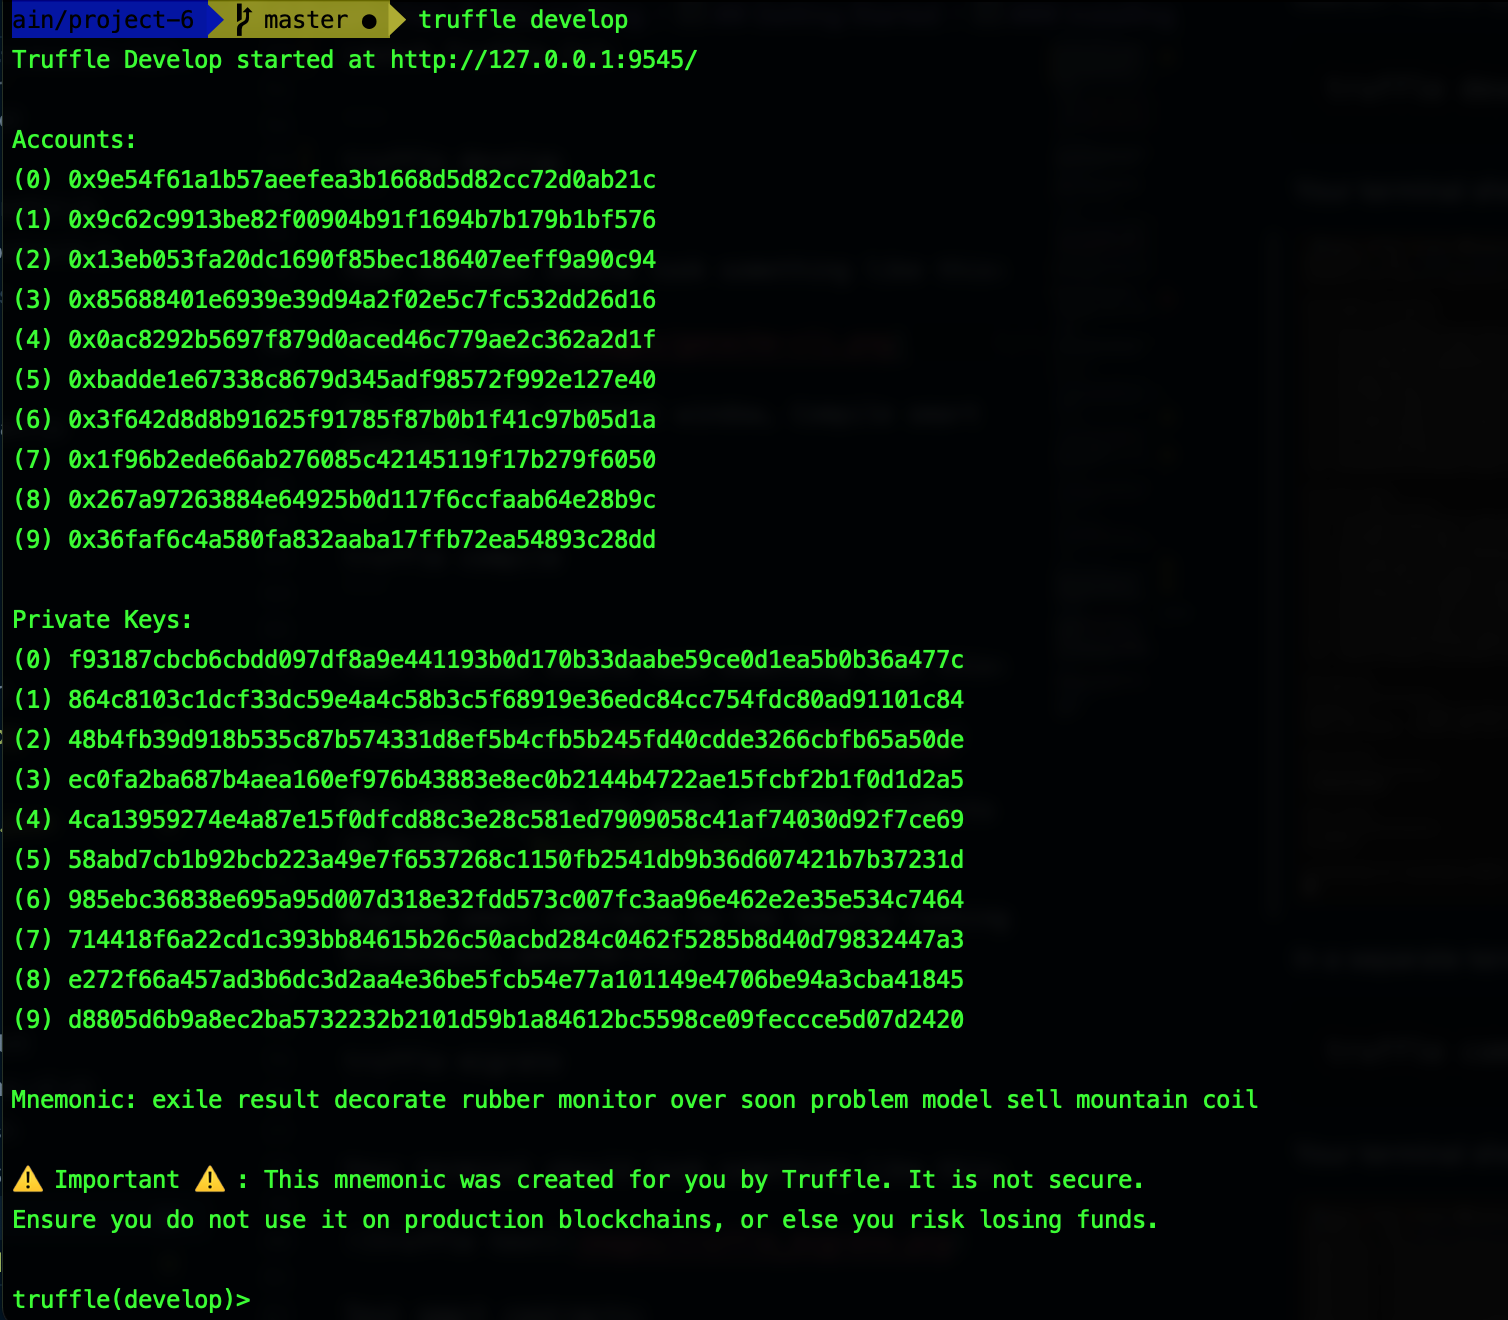 ain/project-6 master ● truffle develop
Truffle Develop started at http://127.0.0.1:9545/
Accounts:
(0) 0x9e54f61a1b57aeefea3b1668d5d82cc72d0ab21c
(1) 0x9c62c9913be82f00904b91f1694b7b179b1bf576
(2) 0x13eb053fa20dc1690f85bec186407eeff9a90c94
(3) 0x85688401e6939e39d94a2f02e5c7fc532dd26d16
(4) 0x0ac8292b5697f879d0aced46c779ae2c362a2d1f
(5) 0xbadde1e67338c8679d345adf98572f992e127e40
(6) 0x3f642d8d8b91625f91785f87b0b1f41c97b05d1a
(7) 0x1f96b2ede66ab276085c42145119f17b279f6050
(8) 0x267a97263884e64925b0d117f6ccfaab64e28b9c
(9) 0x36faf6c4a580fa832aaba17ffb72ea54893c28dd
Private Keys:
(0) f93187cbcb6cbdd097df8a9e441193b0d170b33daabe59ce0d1ea5b0b36a477c
(1) 864c8103c1dcf33dc59e4a4c58b3c5f68919e36edc84cc754fdc80ad91101c84
(2) 48b4fb39d918b535c87b574331d8ef5b4cfb5b245fd40cdde3266cbfb65a50de
(3) ec0fa2ba687b4aea160ef976b43883e8ec0b2144b4722ae15fcbf2b1f0d1d2a5
(4) 4ca13959274e4a87e15f0dfcd88c3e28c581ed7909058c41af74030d92f7ce69
(5) 58abd7cb1b92bcb223a49e7f6537268c1150fb2541db9b36d607421b7b37231d
(6) 985ebc36838e695a95d007d318e32fdd573c007fc3aa96e462e2e35e534c7464
(7) 714418f6a22cd1c393bb84615b26c50acbd284c0462f5285b8d40d79832447a3
(8) e272f66a457ad3b6dc3d2aa4e36be5fcb54e77a101149e4706be94a3cba41845
(9) d8805d6b9a8ec2ba5732232b2101d59b1a84612bc5598ce09feccce5d07d2420
Mnemonic: exile result decorate rubber monitor over soon problem model sell mountain coil
⚠️ Important ⚠️ : This mnemonic was created for you by Truffle. It is not secure.
Ensure you do not use it on production blockchains, or else you risk losing funds.
truffle(develop)>